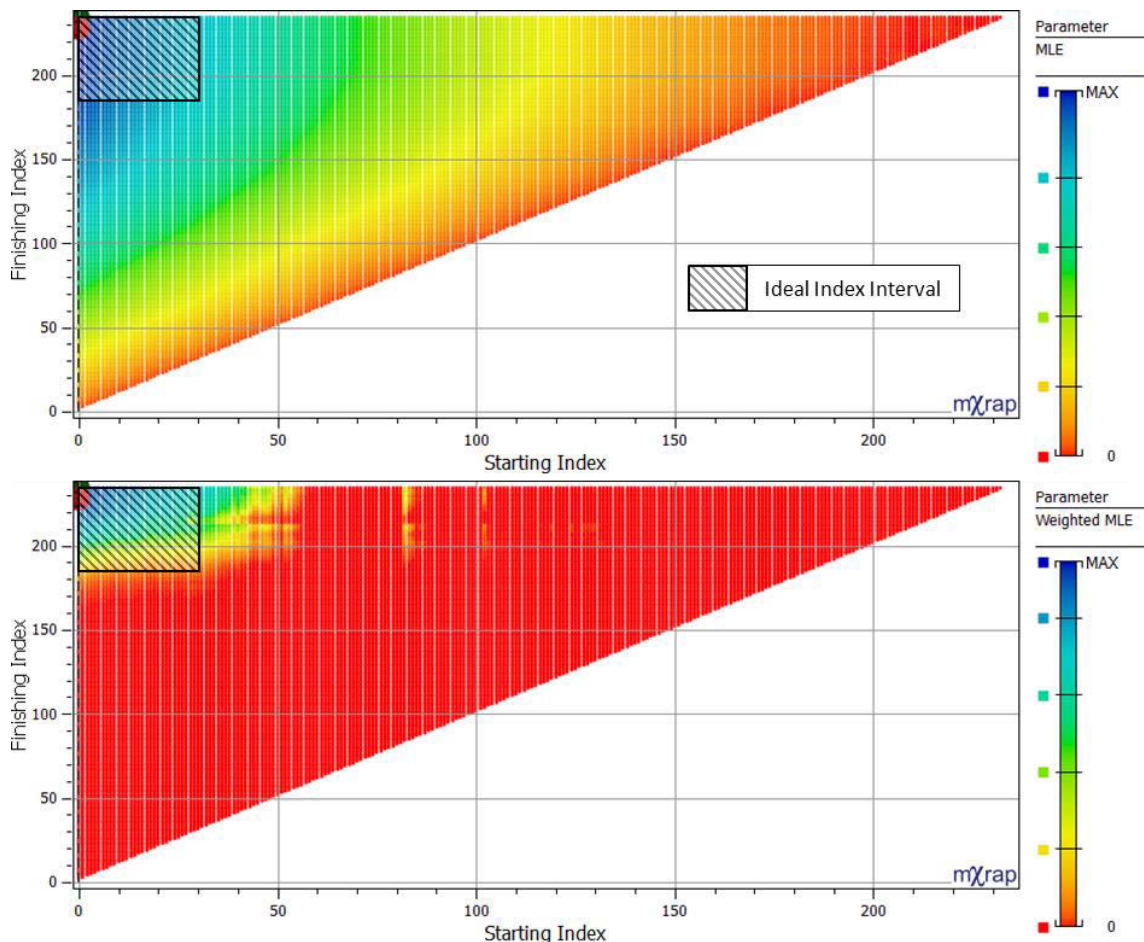 Parameter
MLE
MAX
0
200
150
100
50
0
Finishing Index
Ideal Index Interval
mXrap
0 50 100 150 200
Starting Index
Parameter
Weighted MLE
MAX
0
200
150
100
50
0
Finishing Index
mXrap
0 50 100 150 200
Starting Index